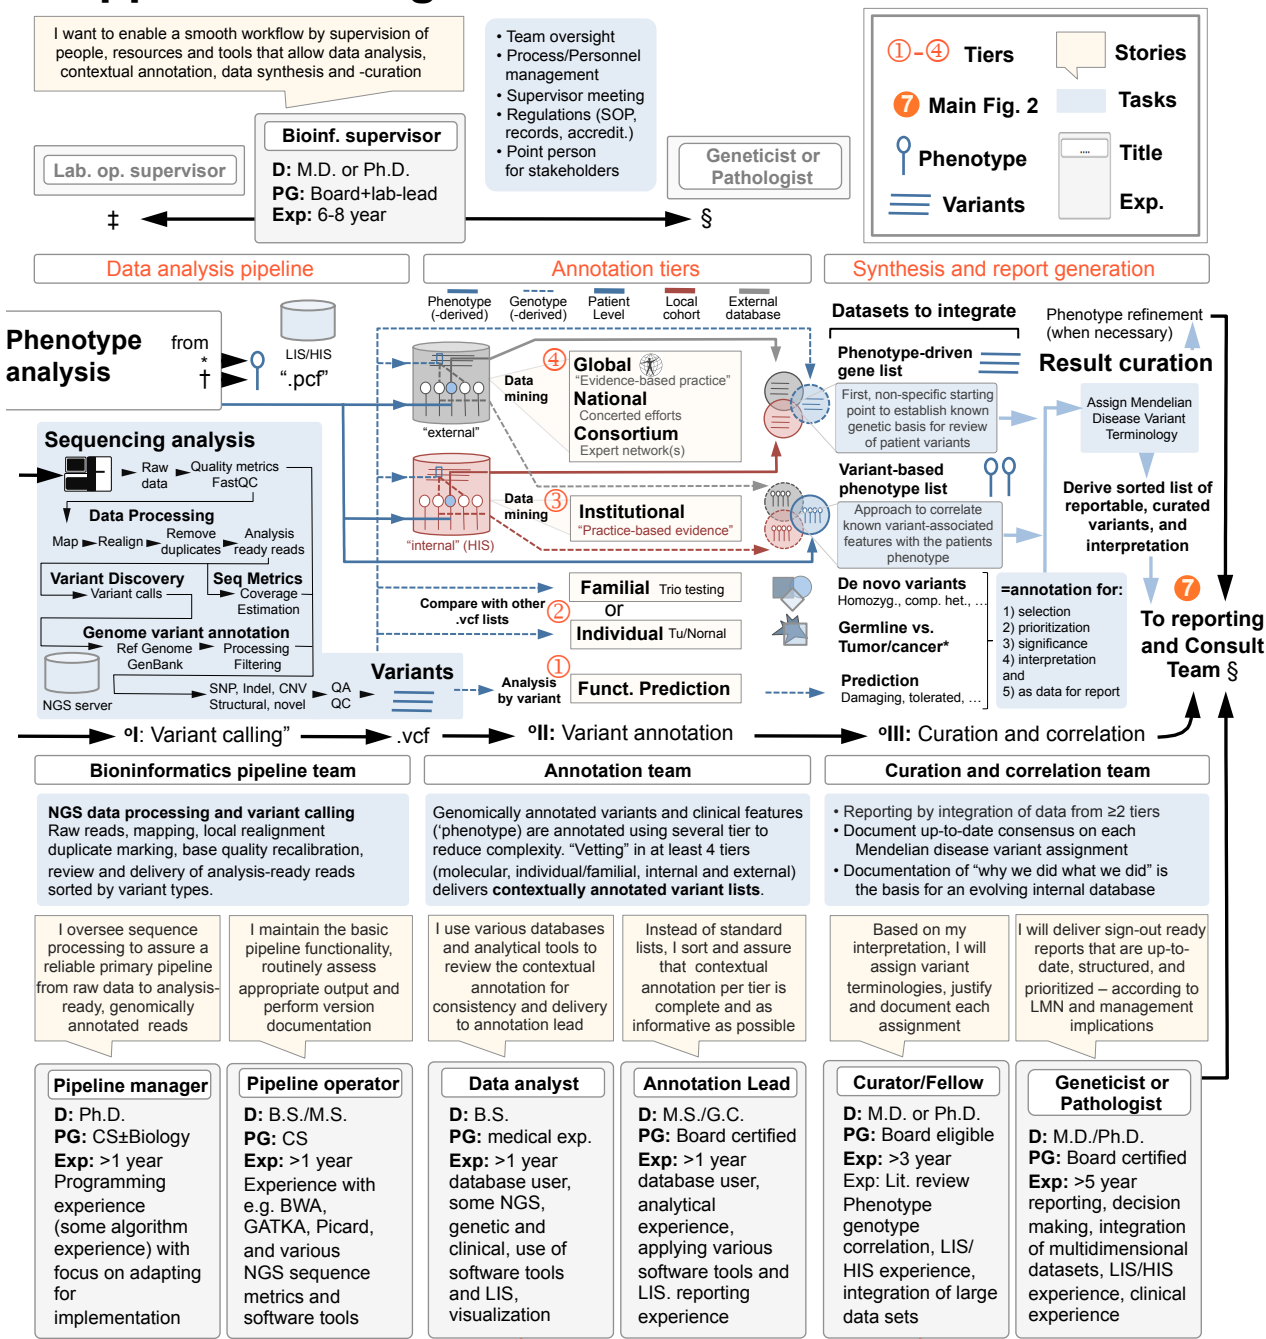 I want to enable a smooth workflow by supervision of
people, resources and tools that allow data analysis,
contextual annotation, data synthesis and -curation
• Team oversight
• Process/Personnel
management
• Supervisor meeting
• Regulations (SOP,
records, accredit.)
• Point person
for stakeholders
①-④ Tiers
Stories
7 Main Fig. 2
Tasks
Phenotype
.... Title
Variants
Exp.
Lab. op. supervisor
Bioinf. supervisor
D: M.D. or Ph.D.
PG: Board+lab-lead
Exp: 6-8 year
Geneticist or
Pathologist
‡
§
Data analysis pipeline
Annotation tiers
Synthesis and report generation
Phenotype
(-derived)
Genotype
(-derived)
Patient
Level
Local
cohort
External
database
Phenotype
analysis
from
*
†
LIS/HIS
".pcf"
Sequencing analysis
Raw
data
Quality metrics
FastQC
Data Processing
Map
Realign
Remove
duplicates
Analysis
ready reads
Variant Discovery
Variant calls
Seq Metrics
Coverage
Estimation
Genome variant annotation
Ref Genome
GenBank
Processing
Filtering
NGS server
SNP, Indel, CNV
Structural, novel
QA
QC
Variants
"external"
Data
mining
④
Global
"Evidence-based practice"
National
Concerted efforts
Consortium
Expert network(s)
"internal" (HIS)
Data
mining
③
Institutional
"Practice-based evidence"
Compare with other
.vcf lists
②
Familial Trio testing
or
Individual Tu/Nornal
①
Analysis
by variant
Funct. Prediction
Datasets to integrate
Phenotype-driven
gene list
First, non-specific starting
point to establish known
genetic basis for review
of patient variants
Variant-based
phenotype list
Approach to correlate
known variant-associated
features with the patients
phenotype
De novo variants
Homozyg., comp. het., …
Germline vs.
Tumor/cancer*
Prediction
Damaging, tolerated, …
=annotation for:
1) selection
2) prioritization
3) significance
4) interpretation
and
5) as data for report
Phenotype refinement
(when necessary)
Result curation
Assign Mendelian
Disease Variant
Terminology
Derive sorted list of
reportable, curated
variants, and
interpretation
7
To reporting
and Consult
Team §
ºI: Variant calling"
.vcf
ºII: Variant annotation
ºIII: Curation and correlation
Bioninformatics pipeline team
Annotation team
Curation and correlation team
NGS data processing and variant calling
Raw reads, mapping, local realignment
duplicate marking, base quality recalibration,
review and delivery of analysis-ready reads
sorted by variant types.
Genomically annotated variants and clinical features
('phenotype) are annotated using several tier to
reduce complexity. "Vetting" in at least 4 tiers
(molecular, individual/familial, internal and external)
delivers contextually annotated variant lists.
• Reporting by integration of data from ≥2 tiers
• Document up-to-date consensus on each
Mendelian disease variant assignment
• Documentation of "why we did what we did" is
the basis for an evolving internal database
I oversee sequence
processing to assure a
reliable primary pipeline
from raw data to analysis-
ready, genomically
annotated reads
I maintain the basic
pipeline functionality,
routinely assess
appropriate output and
perform version
documentation
I use various databases
and analytical tools to
review the contextual
annotation for
consistency and delivery
to annotation lead
Instead of standard
lists, I sort and assure
that contextual
annotation per tier is
complete and as
informative as possible
Based on my
interpretation, I will
assign variant
terminologies, justify
and document each
assignment
I will deliver sign-out ready
reports that are up-to-
date, structured, and
prioritized – according to
LMN and management
implications
Pipeline manager
D: Ph.D.
PG: CS±Biology
Exp: >1 year
Programming
experience
(some algorithm
experience) with
focus on adapting
for
implementation
Pipeline operator
D: B.S./M.S.
PG: CS
Exp: >1 year
Experience with
e.g. BWA,
GATKA, Picard,
and various
NGS sequence
metrics and
software tools
Data analyst
D: B.S.
PG: medical exp.
Exp: >1 year
database user,
some NGS,
genetic and
clinical, use of
software tools
and LIS,
visualization
Annotation Lead
D: M.S./G.C.
PG: Board certified
Exp: >1 year
database user,
analytical
experience,
applying various
software tools and
LIS. reporting
experience
Curator/Fellow
D: M.D. or Ph.D.
PG: Board eligible
Exp: >3 year
Exp: Lit. review
Phenotype
genotype
correlation, LIS/
HIS experience,
integration of large
data sets
Geneticist or
Pathologist
D: M.D./Ph.D.
PG: Board certified
Exp: >5 year
reporting, decision
making, integration
of multidimensional
datasets, LIS/HIS
experience, clinical
experience